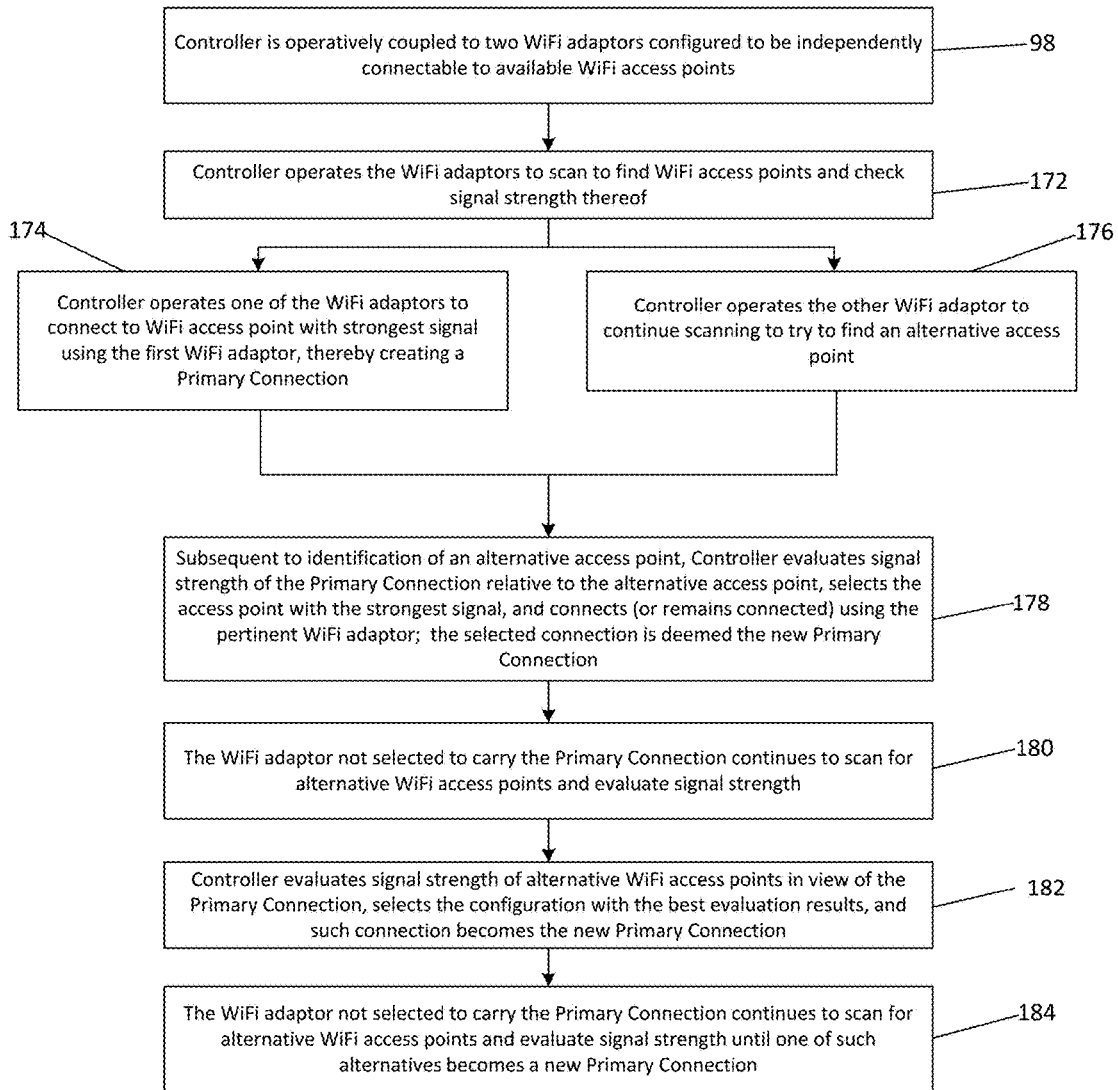 Controller is operatively coupled to two WiFi adaptors configured to be independently
connectable to available WiFi access points
98
Controller operates the WiFi adaptors to scan to find WiFi access points and check
signal strength thereof
172
174
176
Controller operates one of the WiFi adaptors to
connect to WiFi access point with strongest signal
using the first WiFi adaptor, thereby creating a
Primary Connection
Controller operates the other WiFi adaptor to
continue scanning to try to find an alternative access
point
Subsequent to identification of an alternative access point, Controller evaluates signal
strength of the Primary Connection relative to the alternative access point, selects the
access point with the strongest signal, and connects (or remains connected) using the
pertinent WiFi adaptor; the selected connection is deemed the new Primary
Connection
178
The WiFi adaptor not selected to carry the Primary Connection continues to scan for
alternative WiFi access points and evaluate signal strength
180
Controller evaluates signal strength of alternative WiFi access points in view of the
Primary Connection, selects the configuration with the best evaluation results, and
such connection becomes the new Primary Connection
182
The WiFi adaptor not selected to carry the Primary Connection continues to scan for
alternative WiFi access points and evaluate signal strength until one of such
alternatives becomes a new Primary Connection
184